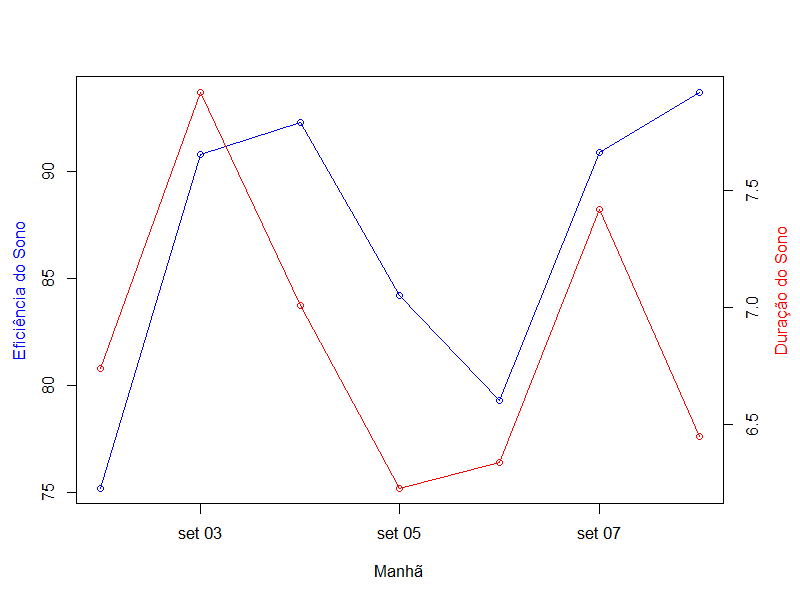 Eficiência do Sono
90
85
80
75
7.5
7.0
6.5
Duração do Sono
set 03
set 05
set 07
Manhã